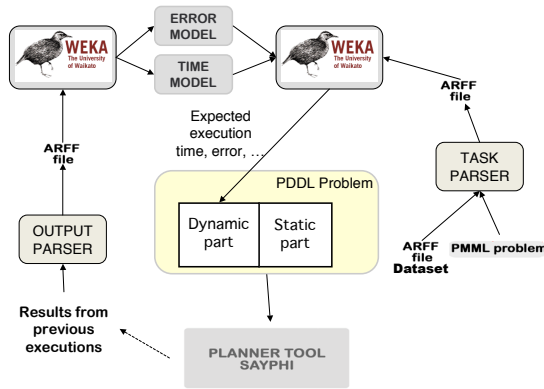 ERROR
MODEL
WEKA
The University
of Waikato
TIME
MODEL
WEKA
The University
of Waikato
ARFF
file
Expected
execution
time, error, ...
ARFF
file
TASK
PARSER
PDDL Problem
OUTPUT
PARSER
Dynamic
part
Static
part
ARFF
file
Dataset
PMML problem
Results from
previous
executions
PLANNER TOOL
SAYPHI